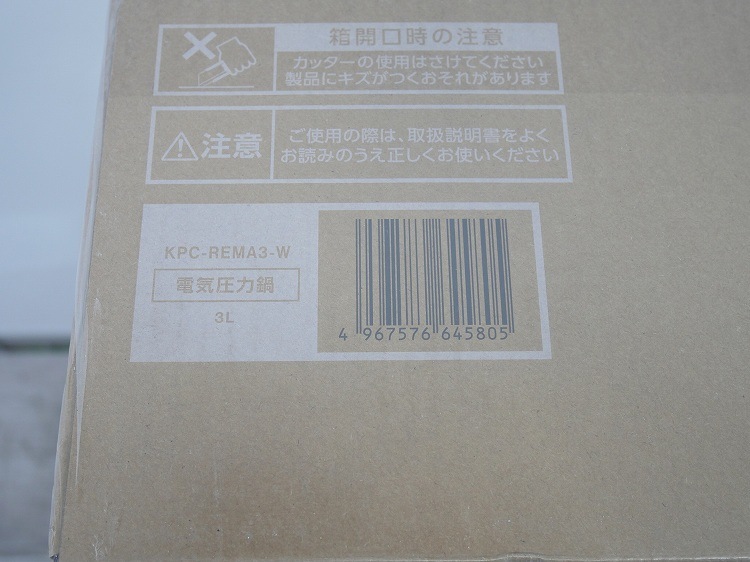 箱開口時の注意
カッターの使用はさけてください
製品にキズがつくおそれがあります
注意
ご使用の際は、取扱説明書をよく
お読みのうえ正しくお使いください
KPC-REMA3-W
電気圧力鍋
3L
4 967576 645805